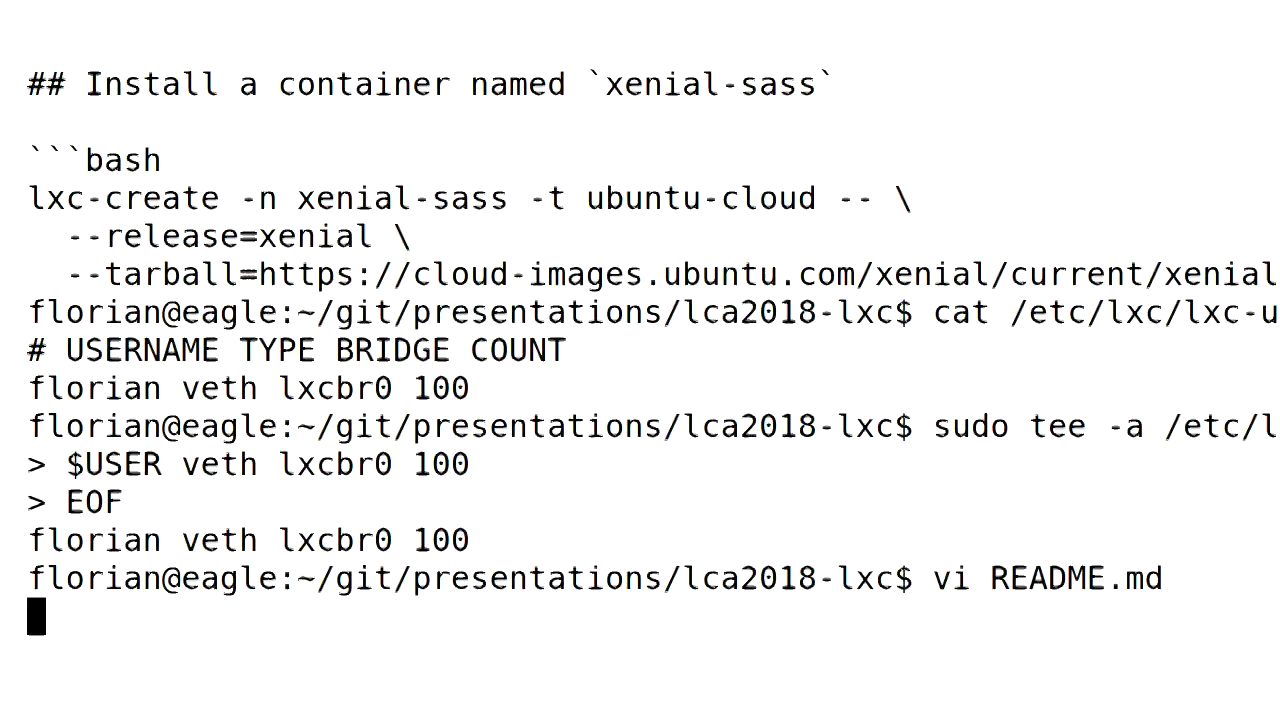 ## Install a container named `xenial-sass`
```bash
lxc-create -n xenial-sass -t ubuntu-cloud -- \
--release=xenial \
--tarball=https://cloud-images.ubuntu.com/xenial/current/xenial
florian@eagle:~/git/presentations/lca2018-lxc$ cat /etc/lxc/lxc-u
# USERNAME TYPE BRIDGE COUNT
florian veth lxcbr0 100
florian@eagle:~/git/presentations/lca2018-lxc$ sudo tee -a /etc/l
> $USER veth lxcbr0 100
> EOF
florian veth lxcbr0 100
florian@eagle:~/git/presentations/lca2018-lxc$ vi README.md